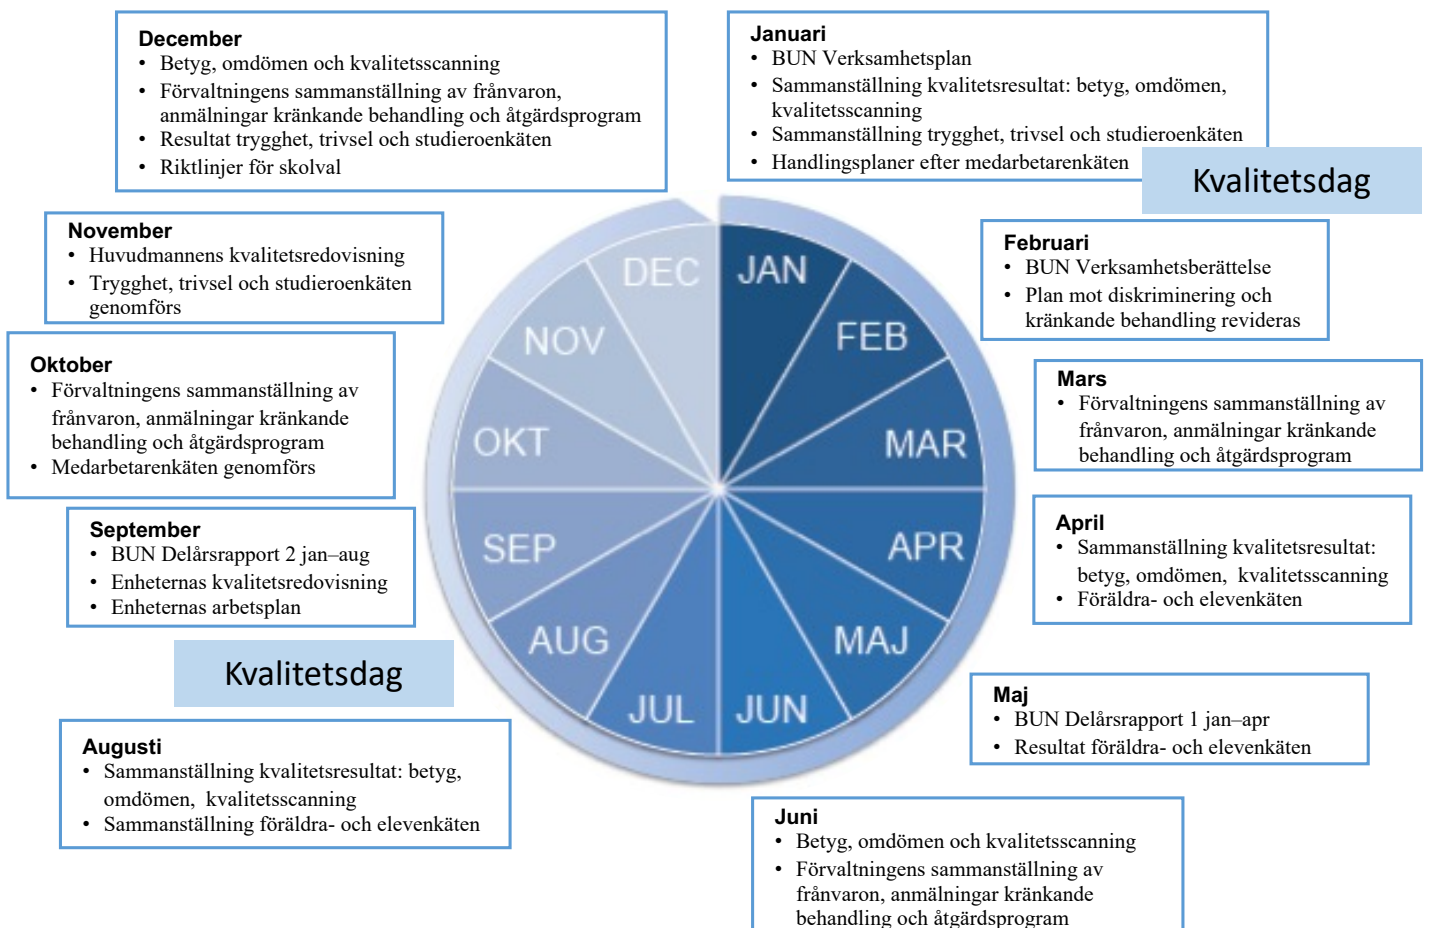 December
• Betyg, omdömen och kvalitetsscanning
• Förvaltningens sammanställning av frånvaron,
anmälningar kränkande behandling och åtgärdsprogram
• Resultat trygghet, trivsel och studieroenkäten
• Riktlinjer för skolval
Januari
• BUN Verksamhetsplan
• Sammanställning kvalitetsresultat: betyg, omdömen,
kvalitetsscanning
• Sammanställning trygghet, trivsel och studieroenkäten
• Handlingsplaner efter medarbetarenkäten
Kvalitetsdag
November
• Huvudmannens kvalitetsredovisning
• Trygghet, trivsel och studieroenkäten
genomförs
Februari
• BUN Verksamhetsberättelse
• Plan mot diskriminering och
kränkande behandling revideras
Oktober
• Förvaltningens sammanställning av
frånvaron, anmälningar kränkande
behandling och åtgärdsprogram
• Medarbetarenkäten genomförs
Mars
• Förvaltningens sammanställning av
frånvaron, anmälningar kränkande
behandling och åtgärdsprogram
September
• BUN Delårsrapport 2 jan–aug
• Enheternas kvalitetsredovisning
• Enheternas arbetsplan
April
• Sammanställning kvalitetsresultat:
betyg, omdömen, kvalitetsscanning
• Föräldra- och elevenkäten
Kvalitetsdag
Augusti
• Sammanställning kvalitetsresultat: betyg,
omdömen, kvalitetsscanning
• Sammanställning föräldra- och elevenkäten
Maj
• BUN Delårsrapport 1 jan–apr
• Resultat föräldra- och elevenkäten
Juni
• Betyg, omdömen och kvalitetsscanning
• Förvaltningens sammanställning av
frånvaron, anmälningar kränkande
behandling och åtgärdsprogram
JAN
FEB
MAR
APR
MAJ
JUN
JUL
AUG
SEP
OKT
NOV
DEC